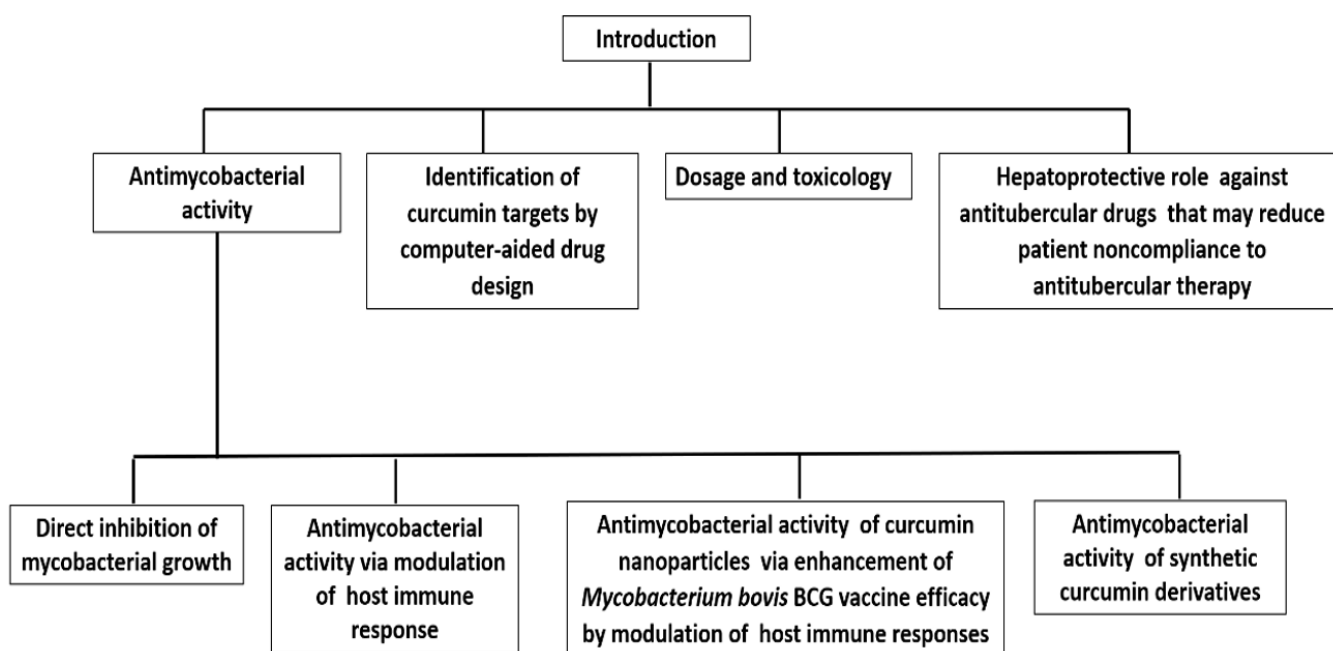 Introduction
Antimycobacterial
activity
Identification of
curcumin targets by
computer-aided drug
design
Dosage and toxicology
Hepatoprotective role against
antitubercular drugs that may reduce
patient noncompliance to
antitubercular therapy
Direct inhibition of
mycobacterial growth
Antimycobacterial
activity via modulation
of host immune
response
Antimycobacterial activity of curcumin
nanoparticles via enhancement of
Mycobacterium bovis BCG vaccine efficacy
by modulation of host immune responses
Antimycobacterial
activity of synthetic
curcumin derivatives